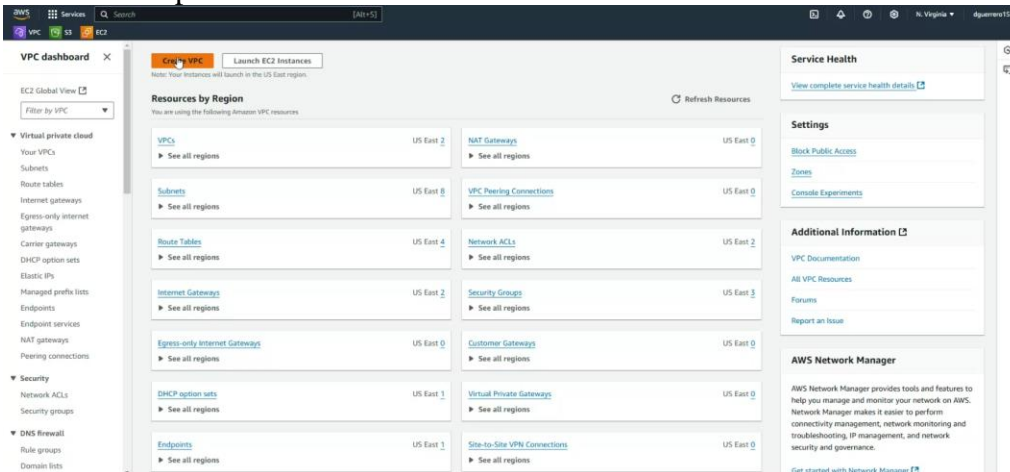 aws
Services
Search
[Alt+S]
N. Virginia
VPC
S3
EC2
VPC dashboard
EC2 Global View
Filter by VPC
Virtual private cloud
Your VPCs
Subnets
Route tables
Internet gateways
Egress-only internet
gateways
Carrier gateways
DHCP option sets
Elastic IPs
Managed prefix lists
Endpoints
Endpoint services
NAT gateways
Peering connections
Security
Network ACLs
Security groups
DNS firewall
Rule groups
Domain lists
Create VPC
Launch EC2 Instances
Note: Your Instances will launch in the US East region.
Resources by Region
Refresh Resources
You are using the following Amazon VPC resources
VPCs US East 2
See all regions
NAT Gateways US East 0
See all regions
Subnets US East 8
See all regions
VPC Peering Connections US East 0
See all regions
Route Tables US East 4
See all regions
Network ACLs US East 2
See all regions
Internet Gateways US East 2
See all regions
Security Groups US East 3
See all regions
Egress-only Internet Gateways US East 0
See all regions
Customer Gateways US East 0
See all regions
DHCP option sets US East 1
See all regions
Virtual Private Gateways US East 0
See all regions
Endpoints US East 1
See all regions
Site-to-Site VPN Connections US East 0
See all regions
Service Health
View complete service health details
Settings
Block Public Access
Zones
Console Experiments
Additional Information
VPC Documentation
All VPC Resources
Forums
Report an Issue
AWS Network Manager
AWS Network Manager provides tools and features to
help you manage and monitor your network on AWS.
Network Manager makes it easier to perform
connectivity management, network monitoring and
troubleshooting, IP management, and network
security and governance.
Get started with Network Manager